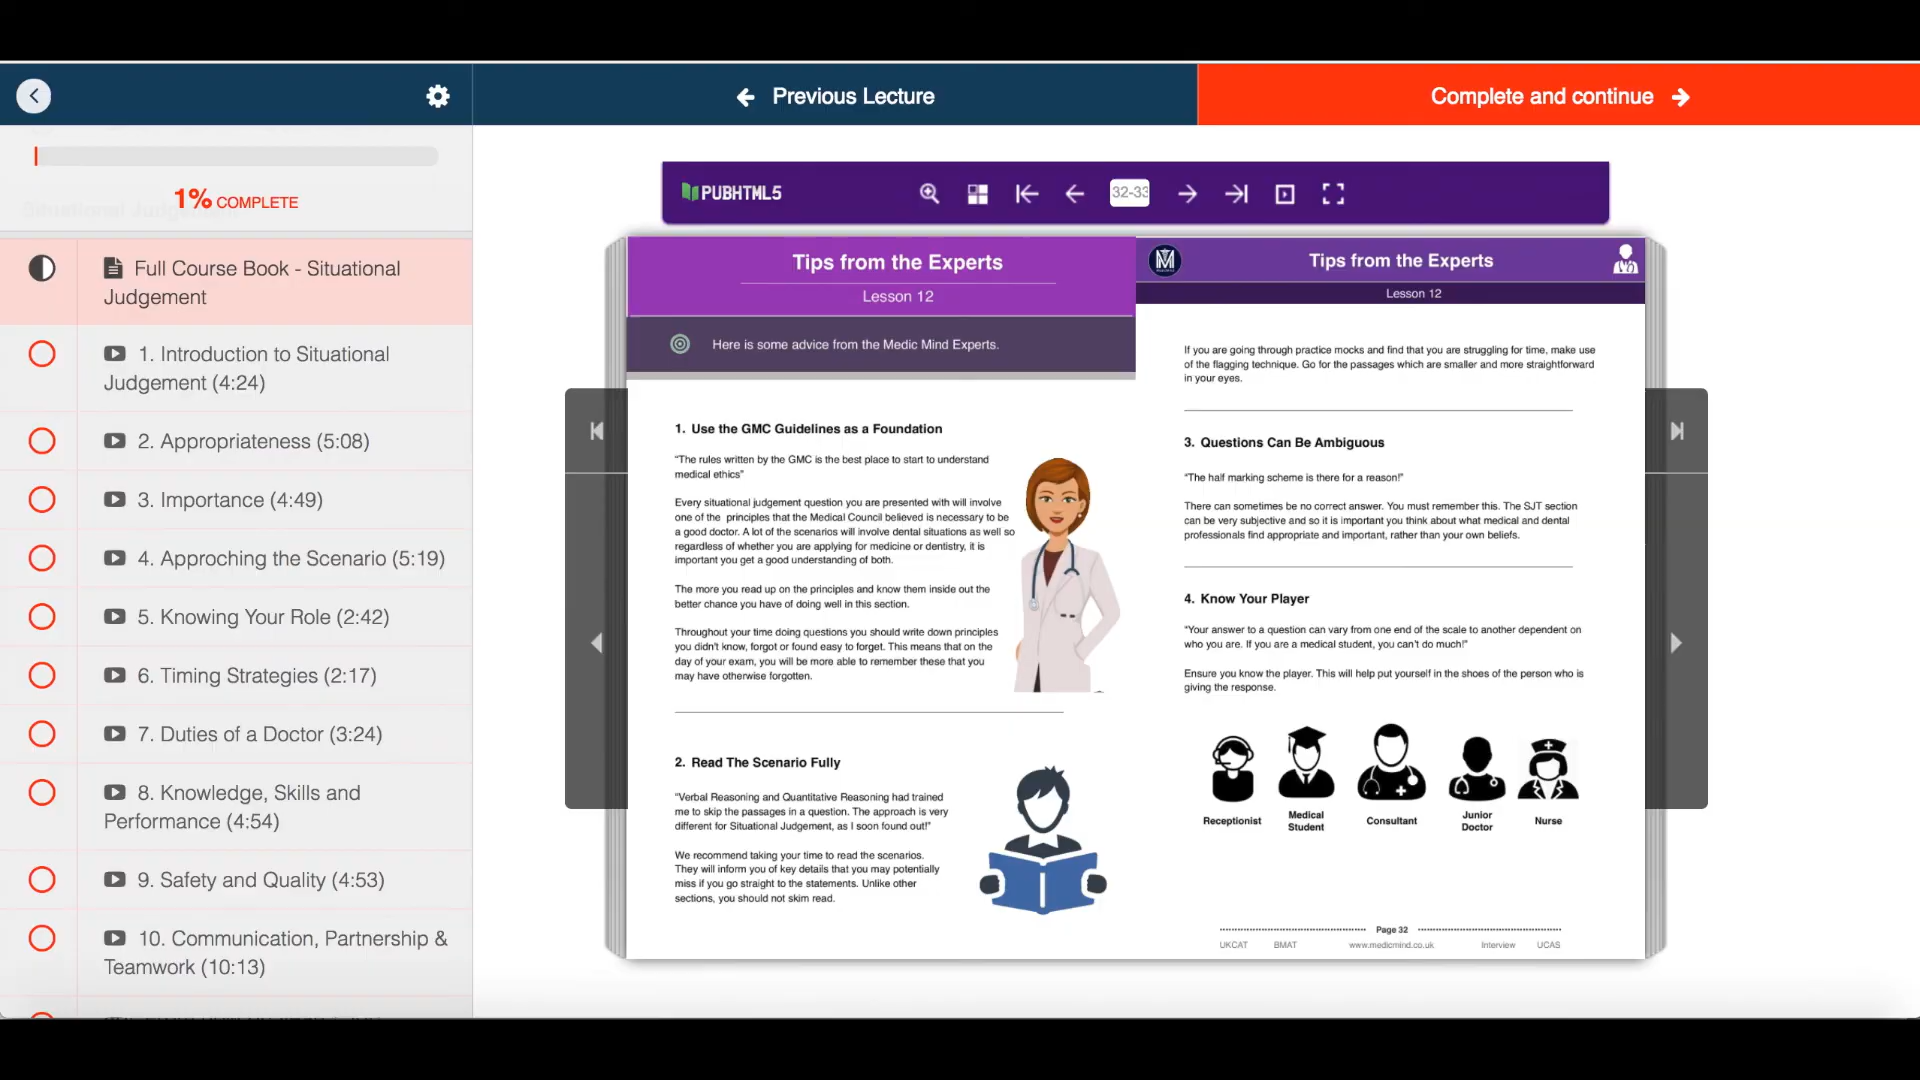 Previous Lecture
Complete and continue
1% COMPLETE
Situational Judgement
Full Course Book - Situational
Judgement
1. Introduction to Situational
Judgement (4:24)
2. Appropriateness (5:08)
3. Importance (4:49)
4. Approching the Scenario (5:19)
5. Knowing Your Role (2:42)
6. Timing Strategies (2:17)
7. Duties of a Doctor (3:24)
8. Knowledge, Skills and
Performance (4:54)
9. Safety and Quality (4:53)
10. Communication, Partnership &
Teamwork (10:13)
PUBHTML5
32-33
Tips from the Experts
Lesson 12
Here is some advice from the Medic Mind Experts.
1. Use the GMC Guidelines as a Foundation
“The rules written by the GMC is the best place to start to understand
medical ethics”
Every situational judgement question you are presented with will involve
one of the principles that the Medical Council believed is necessary to be
a good doctor. A lot of the scenarios will involve dental situations as well so
regardless of whether you are applying for medicine or dentistry, it is
important you get a good understanding of both.
The more you read up on the principles and know them inside out the
better chance you have of doing well in this section.
Throughout your time doing questions you should write down principles
you didn't know, forgot or found easy to forget. This means that on the
day of your exam, you will be more able to remember these that you
may have otherwise forgotten.
2. Read The Scenario Fully
“Verbal Reasoning and Quantitative Reasoning had trained
me to skip the passages in a question. The approach is very
different for Situational Judgement, as I soon found out!”
We recommend taking your time to read the scenarios.
They will inform you of key details that you may potentially
miss if you go straight to the statements. Unlike other
sections, you should not skim read.
Tips from the Experts
Lesson 12
If you are going through practice mocks and find that you are struggling for time, make use
of the flagging technique. Go for the passages which are smaller and more straightforward
in your eyes.
3. Questions Can Be Ambiguous
“The half marking scheme is there for a reason!”
There can sometimes be no correct answer. You must remember this. The SJT section
can be very subjective and so it is important you think about what medical and dental
professionals find appropriate and important, rather than your own beliefs.
4. Know Your Player
“Your answer to a question can vary from one end of the scale to another dependent on
who you are. If you are a medical student, you can't do much!”
Ensure you know the player. This will help put yourself in the shoes of the person who is
giving the response.
Receptionist
Medical
Student
Consultant
Junior
Doctor
Nurse
Page 32
UKCAT BMAT www.medicmind.co.uk Interview UCAS